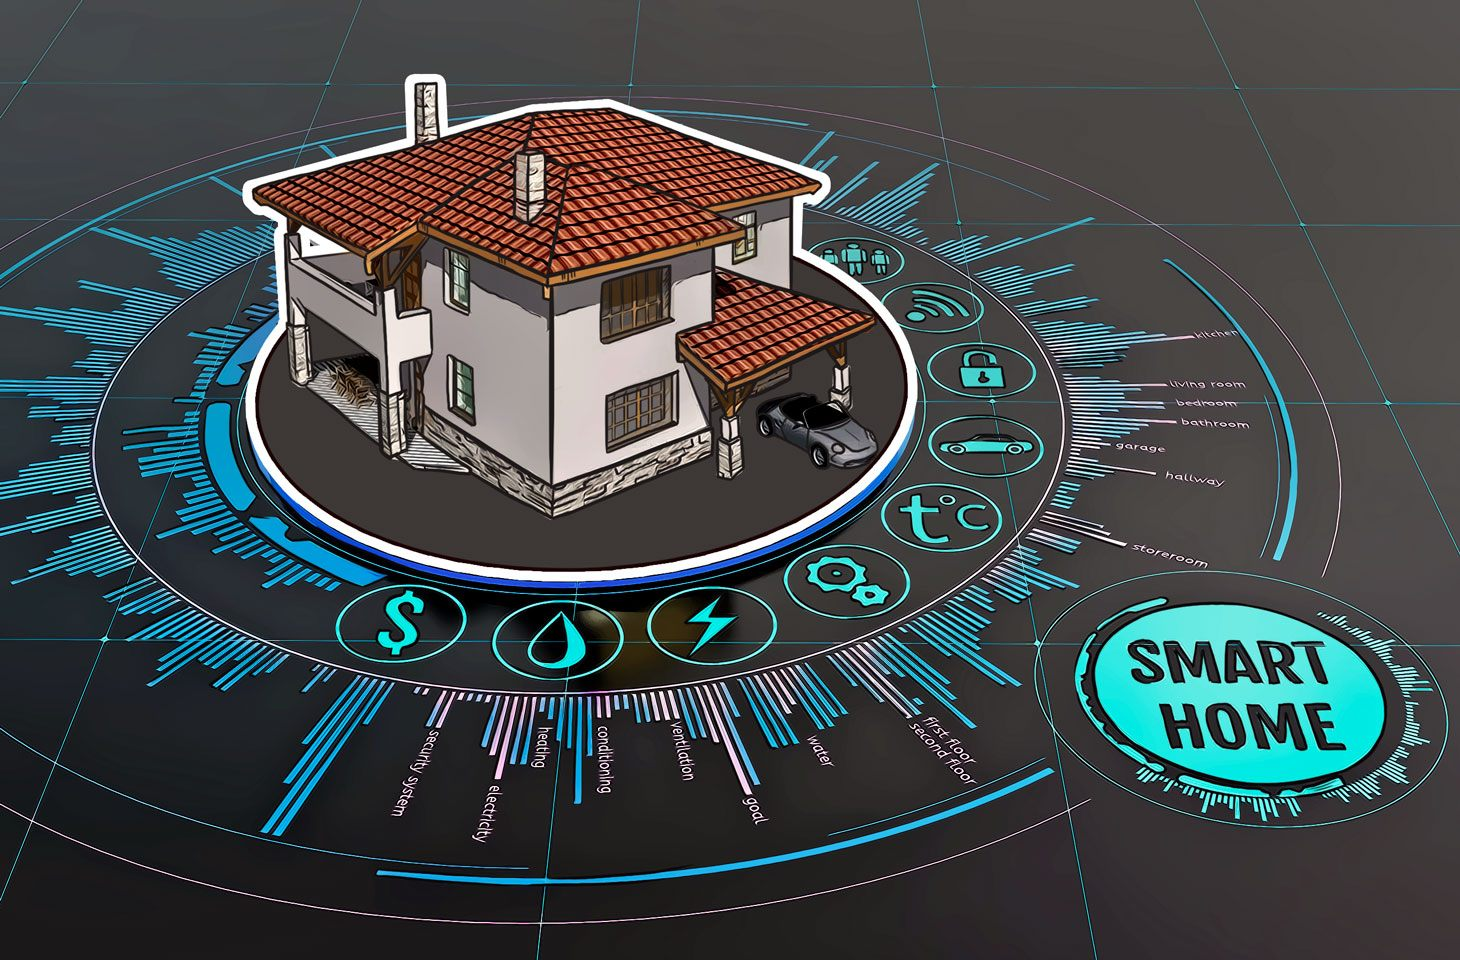 kitchen
living room
bedroom
bathroom
garage
hallway
storeroom
t°C
$
SMART
HOME
first floor
second floor
water
goal
ventilation
conditioning
heating
electricity
security system